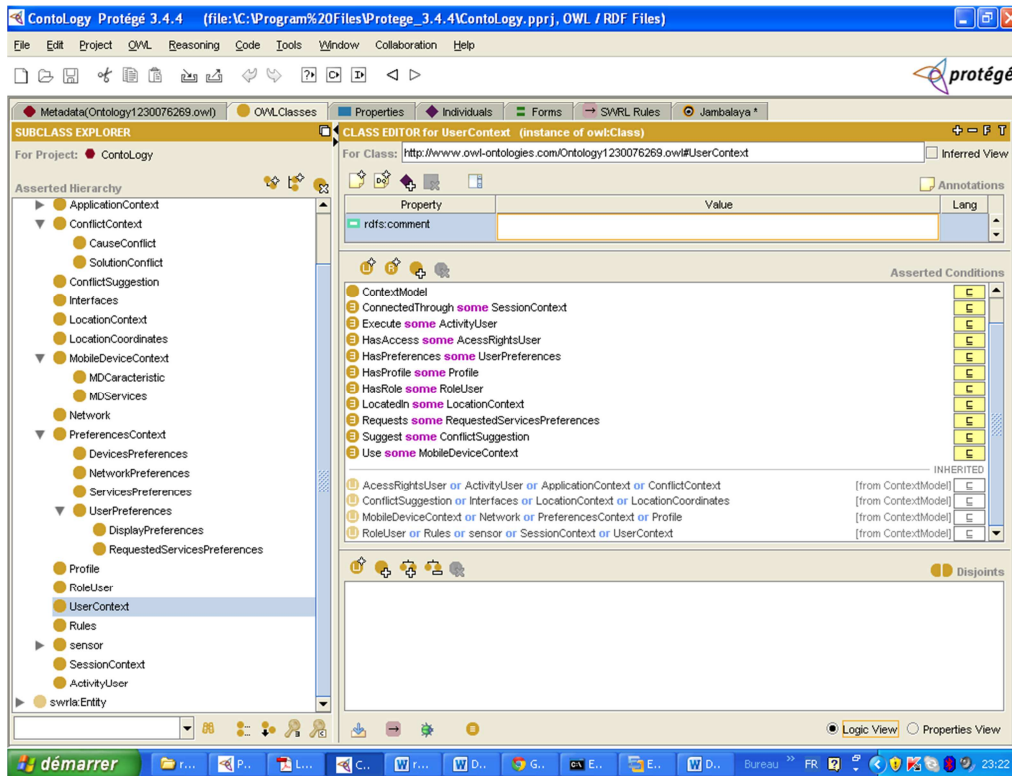 ContoLogy Protégé 3.4.4 (file:\C:\Program%20Files\Protege_3.4.4\ContoLogy.pprj, OWL / RDF Files)
File Edit Project OWL Reasoning Code Tools Window Collaboration Help
protégé
Metadata(Ontology1230076269.owl) OWLClasses Properties Individuals Forms SWRL Rules Jambalaya *
SUBCLASS EXPLORER
For Project: ContoLogy
Asserted Hierarchy
ApplicationContext
ConflictContext
CauseConflict
SolutionConflict
ConflictSuggestion
Interfaces
LocationContext
LocationCoordinates
MobileDeviceContext
MDCaracteristic
MDServices
Network
PreferencesContext
DevicesPreferences
NetworkPreferences
ServicesPreferences
UserPreferences
DisplayPreferences
RequestedServicesPreferences
Profile
RoleUser
UserContext
Rules
sensor
SessionContext
ActivityUser
swrla:Entity
CLASS EDITOR for UserContext (instance of owl:Class)
For Class: http://www.owl-ontologies.com/Ontology1230076269.owl#UserContext Inferred View
Annotations
Property Value Lang
rdfs:comment
Asserted Conditions
ContextModel
ConnectedThrough some SessionContext
Execute some ActivityUser
HasAccess some AcessRightsUser
HasPreferences some UserPreferences
HasProfile some Profile
HasRole some RoleUser
LocatedIn some LocationContext
Requests some RequestedServicesPreferences
Suggest some ConflictSuggestion
Use some MobileDeviceContext
INHERITED
AcessRightsUser or ActivityUser or ApplicationContext or ConflictContext [from ContextModel]
ConflictSuggestion or Interfaces or LocationContext or LocationCoordinates [from ContextModel]
MobileDeviceContext or Network or PreferencesContext or Profile [from ContextModel]
RoleUser or Rules or sensor or SessionContext or UserContext [from ContextModel]
Disjoints
Logic View Properties View
démarrer r... P.. L... C.. r... D.. G.. E.. E.. D.. Bureau » FR 23:22